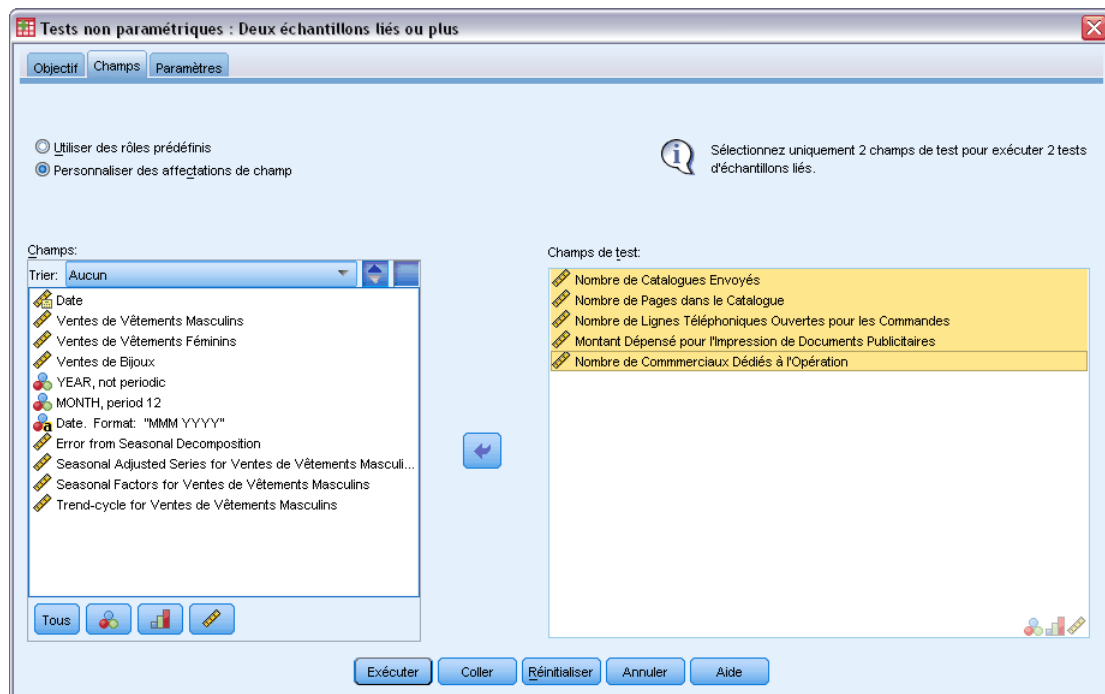 Tests non paramétriques : Deux échantillons liés ou plus
Objectif Champs Paramètres
Utiliser des rôles prédéfinis
Personnaliser des affectations de champ
Sélectionnez uniquement 2 champs de test pour exécuter 2 tests
d'échantillons liés.
Champs:
Trier: Aucun
Date
Ventes de Vêtements Masculins
Ventes de Vêtements Féminins
Ventes de Bijoux
YEAR, not periodic
MONTH, period 12
Date. Format: "MMM YYYY"
Error from Seasonal Decomposition
Seasonal Adjusted Series for Ventes de Vêtements Masculi...
Seasonal Factors for Ventes de Vêtements Masculins
Trend-cycle for Ventes de Vêtements Masculins
Tous
Champs de test:
Nombre de Catalogues Envoyés
Nombre de Pages dans le Catalogue
Nombre de Lignes Téléphoniques Ouvertes pour les Commandes
Montant Dépensé pour l'Impression de Documents Publicitaires
Nombre de Commmerciaux Dédiés à l'Opération
Exécuter Coller Réinitialiser Annuler Aide